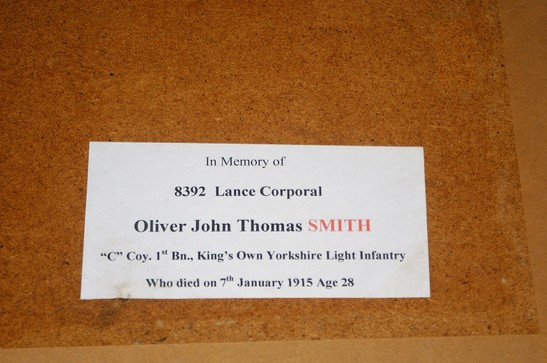 In Memory of
8392 Lance Corporal
Oliver John Thomas SMITH
“C” Coy. 1st Bn., King’s Own Yorkshire Light Infantry
Who died on 7th January 1915 Age 28